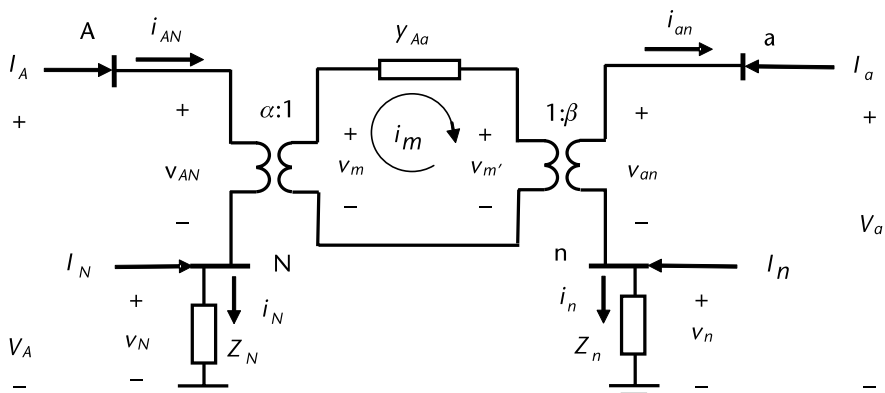 i_AN
i_an
A
y_Aa
a
I_A
I_a
α:1
1:β
+
+
+
+
+
+
i_m
v_AN
v_m
v_m′
v_an
−
−
−
−
V_a
I_N
N
n
I_n
+
i_N
i_n
+
V_A
v_N
Z_N
Z_n
v_n
−
−
−
−